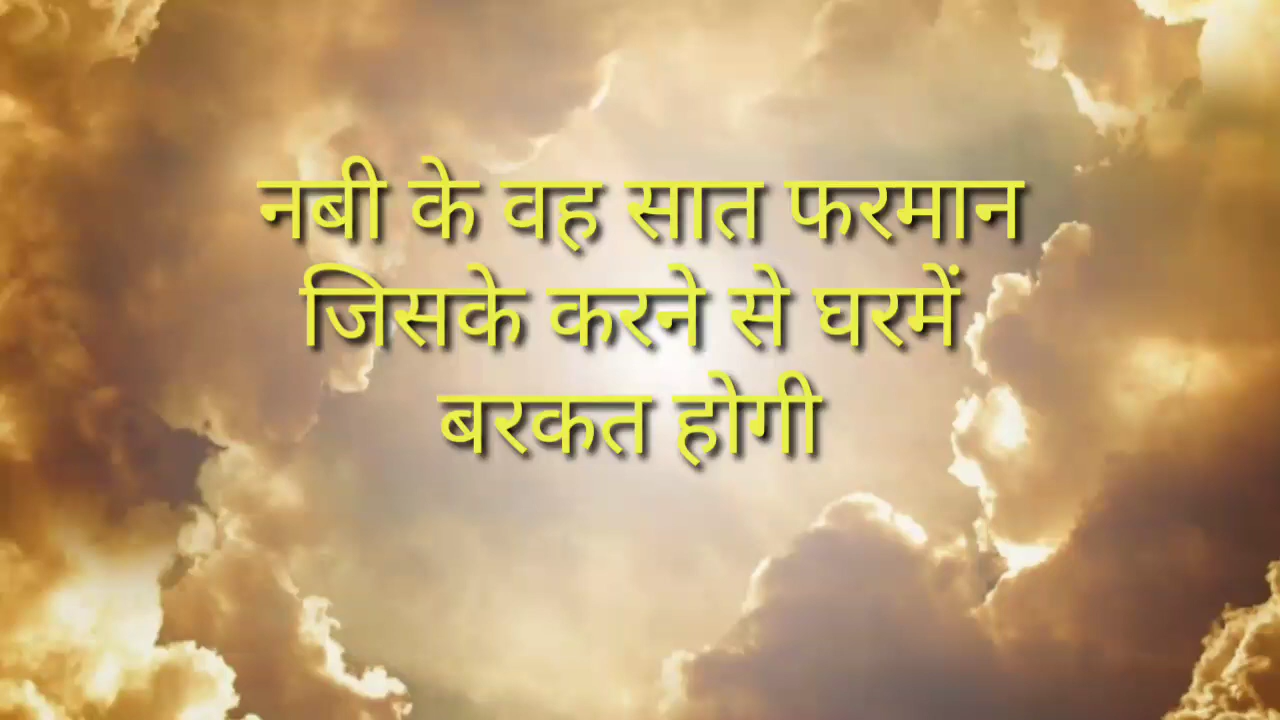 नबी के वह सात फरमान
जिसके करने से घरमें
बरकत होगी